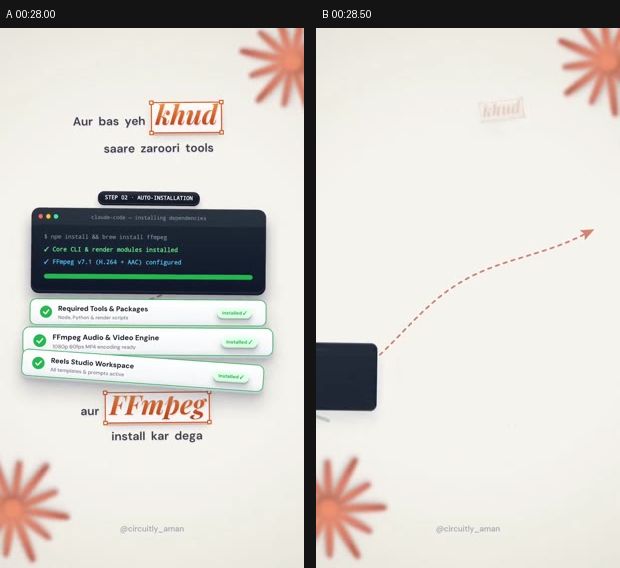 A 00:28.00
Aur bas yeh khud
saare zaroori tools
STEP 02 · AUTO-INSTALLATION
claude-code — installing dependencies
$ npm install && brew install ffmpeg
✓ Core CLI & render modules installed
✓ FFmpeg v7.1 (H.264 + AAC) configured
Required Tools & Packages
Node, Python & render scripts
Installed ✓
FFmpeg Audio & Video Engine
1080p 60fps MP4 encoding ready
Installed ✓
Reels Studio Workspace
All templates & prompts active
Installed ✓
aur FFmpeg
install kar dega
@circuitly_aman
B 00:28.50
khud
@circuitly_aman